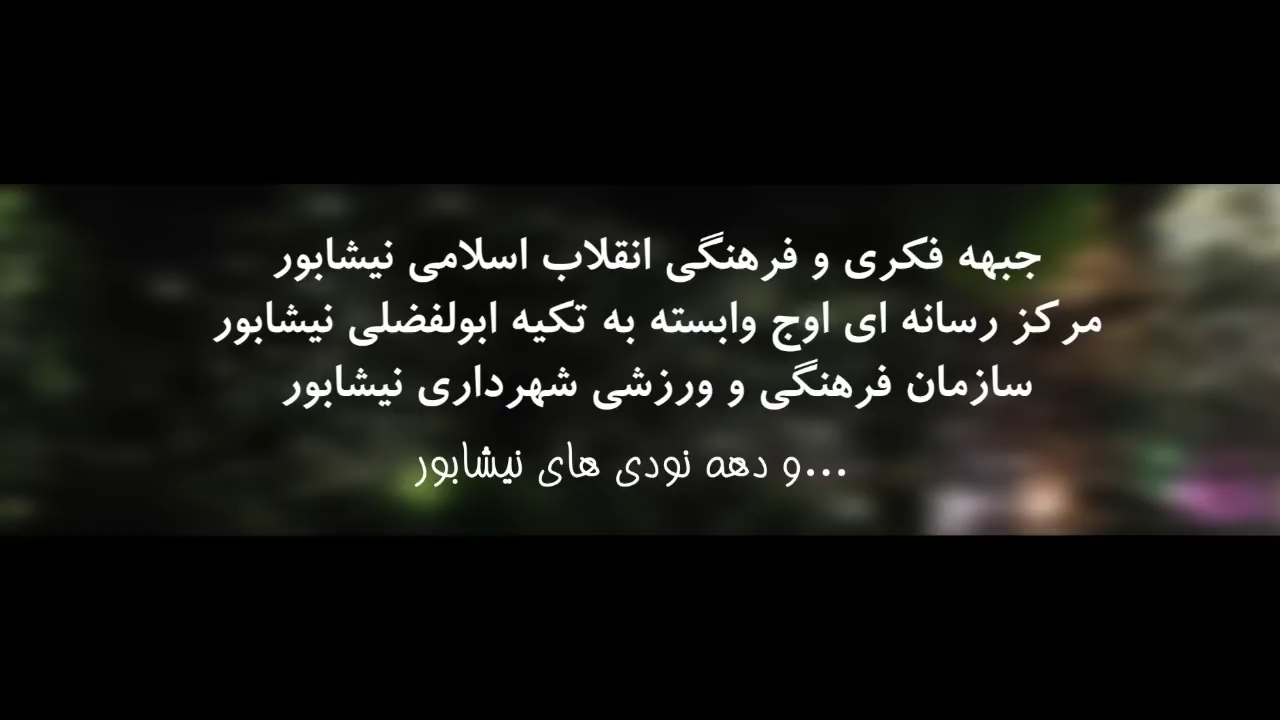 جبهه فکری و فرهنگی انقلاب اسلامی نیشابور
مرکز رسانه ای اوج وابسته به تکیه ابولفضلی نیشابور
سازمان فرهنگی و ورزشی شهرداری نیشابور
...و دهه نودی های نیشابور